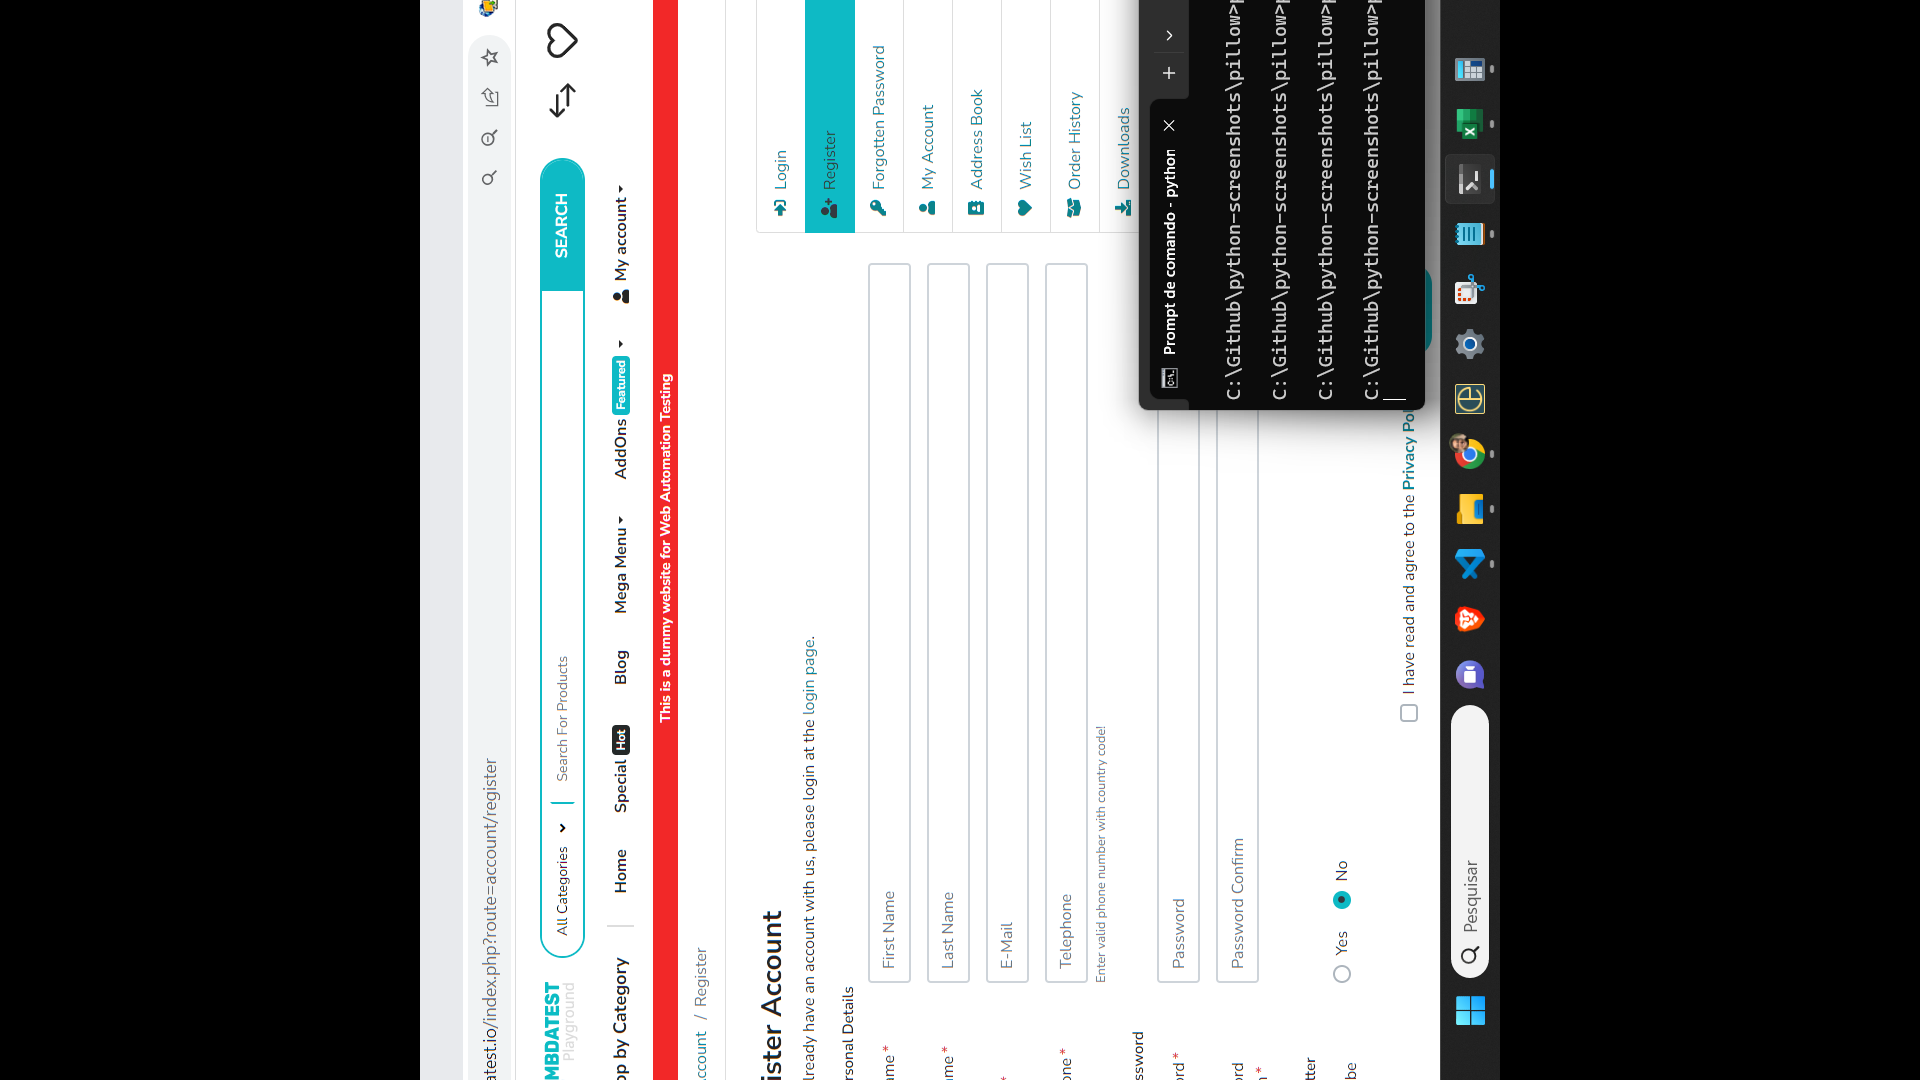 atest.io/index.php?route=account/register
MBDATEST
Playground
All Categories
Search For Products
SEARCH
op by Category
Home
Special Hot
Blog
Mega Menu
AddOns Featured
My account
This is a dummy website for Web Automation Testing
ccount / Register
ister Account
lready have an account with us, please login at the login page.
rsonal Details
ame *
First Name
ame *
Last Name
*
E-Mail
one *
Telephone
Enter valid phone number with country code!
ssword
ord *
Password
ord
n *
Password Confirm
tter
be
Yes
No
I have read and agree to the Privacy Pol
Login
Register
Forgotten Password
My Account
Address Book
Wish List
Order History
Downloads
Prompt de comando - python
C:\Github\python-screenshots\pillow>p
C:\Github\python-screenshots\pillow>p
C:\Github\python-screenshots\pillow>p
C:\Github\python-screenshots\pillow>p
Pesquisar